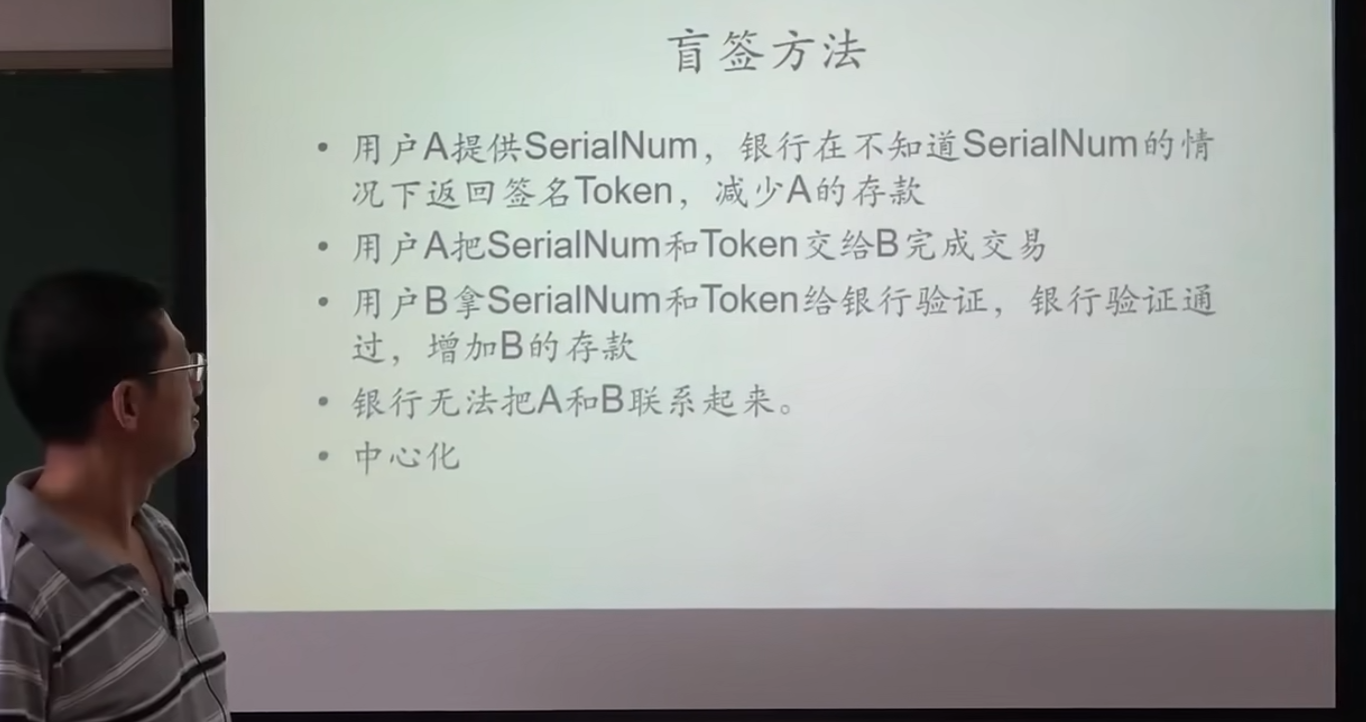 盲签方法
• 用户A提供SerialNum，银行在不知道SerialNum的情
况下返回签名Token，减少A的存款
• 用户A把SerialNum和Token交给B完成交易
• 用户B拿SerialNum和Token给银行验证，银行验证通
过，增加B的存款
• 银行无法把A和B联系起来。
• 中心化